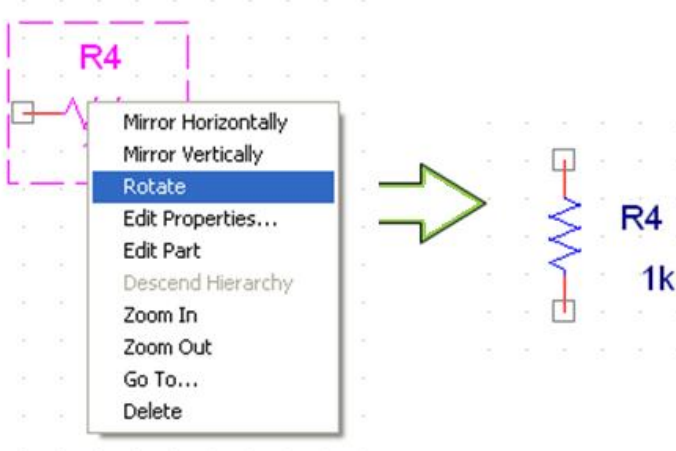 R4
Mirror Horizontally
Mirror Vertically
Rotate
Edit Properties...
Edit Part
Descend Hierarchy
Zoom In
Zoom Out
Go To...
Delete
R4
1k